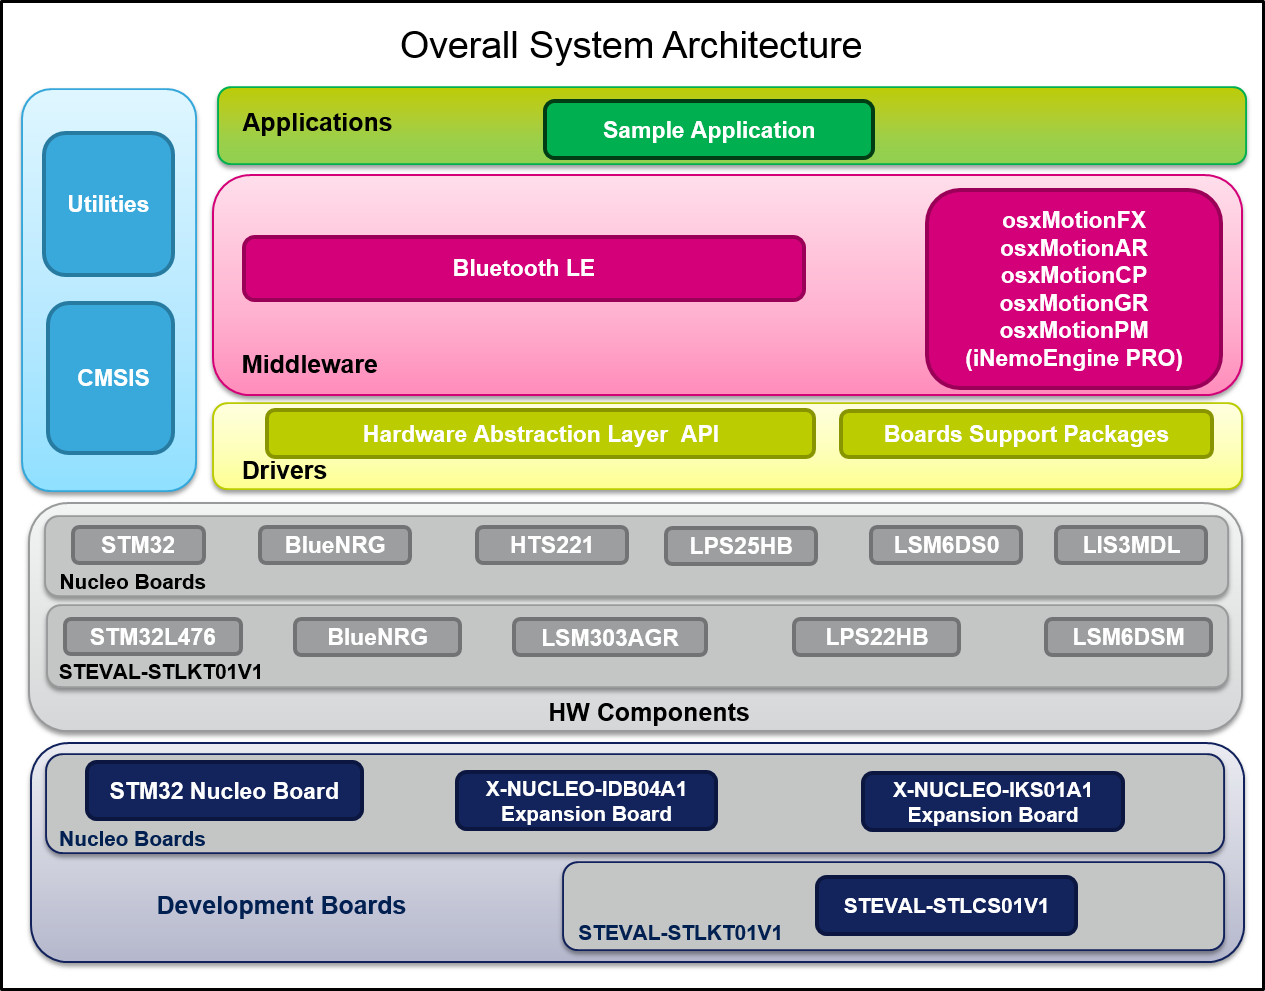 Overall System Architecture
Utilities
CMSIS
Applications
Sample Application
Bluetooth LE
Middleware
osxMotionFX
osxMotionAR
osxMotionCP
osxMotionGR
osxMotionPM
(iNemoEngine PRO)
Hardware Abstraction Layer  API
Boards Support Packages
Drivers
STM32
BlueNRG
HTS221
LPS25HB
LSM6DS0
LIS3MDL
Nucleo Boards
STM32L476
BlueNRG
LSM303AGR
LPS22HB
LSM6DSM
STEVAL-STLKT01V1
HW Components
STM32 Nucleo Board
X-NUCLEO-IDB04A1
Expansion Board
X-NUCLEO-IKS01A1
Expansion Board
Nucleo Boards
Development Boards
STEVAL-STLCS01V1
STEVAL-STLKT01V1